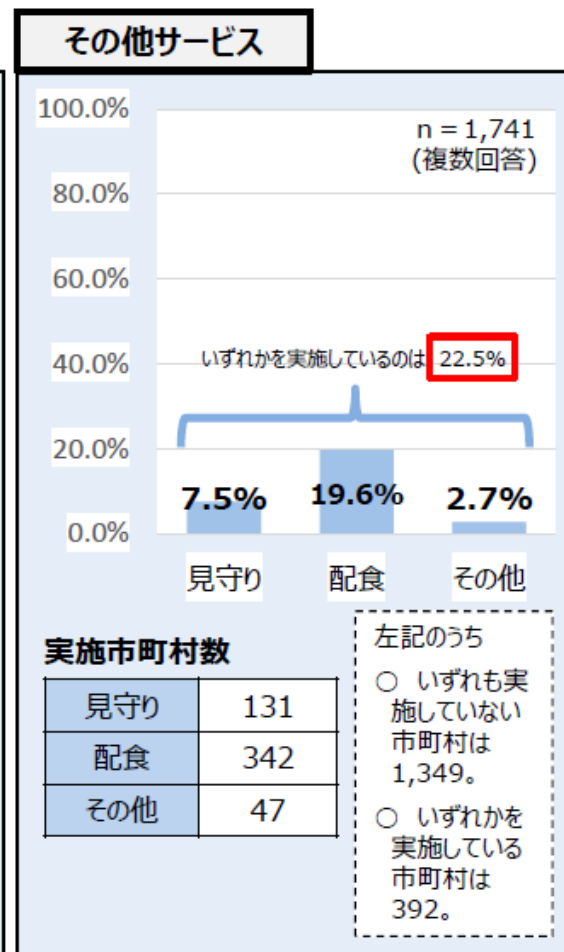 その他サービス
100.0%
n = 1,741
(複数回答)
80.0%
60.0%
40.0%
いずれかを実施しているのは 22.5%
20.0%
7.5% 19.6% 2.7%
0.0%
見守り 配食 その他
実施市町村数
見守り 131
配食 342
その他 47
左記のうち
○ いずれも実
施していない
市町村は
1,349。
○ いずれかを
実施している
市町村は
392。